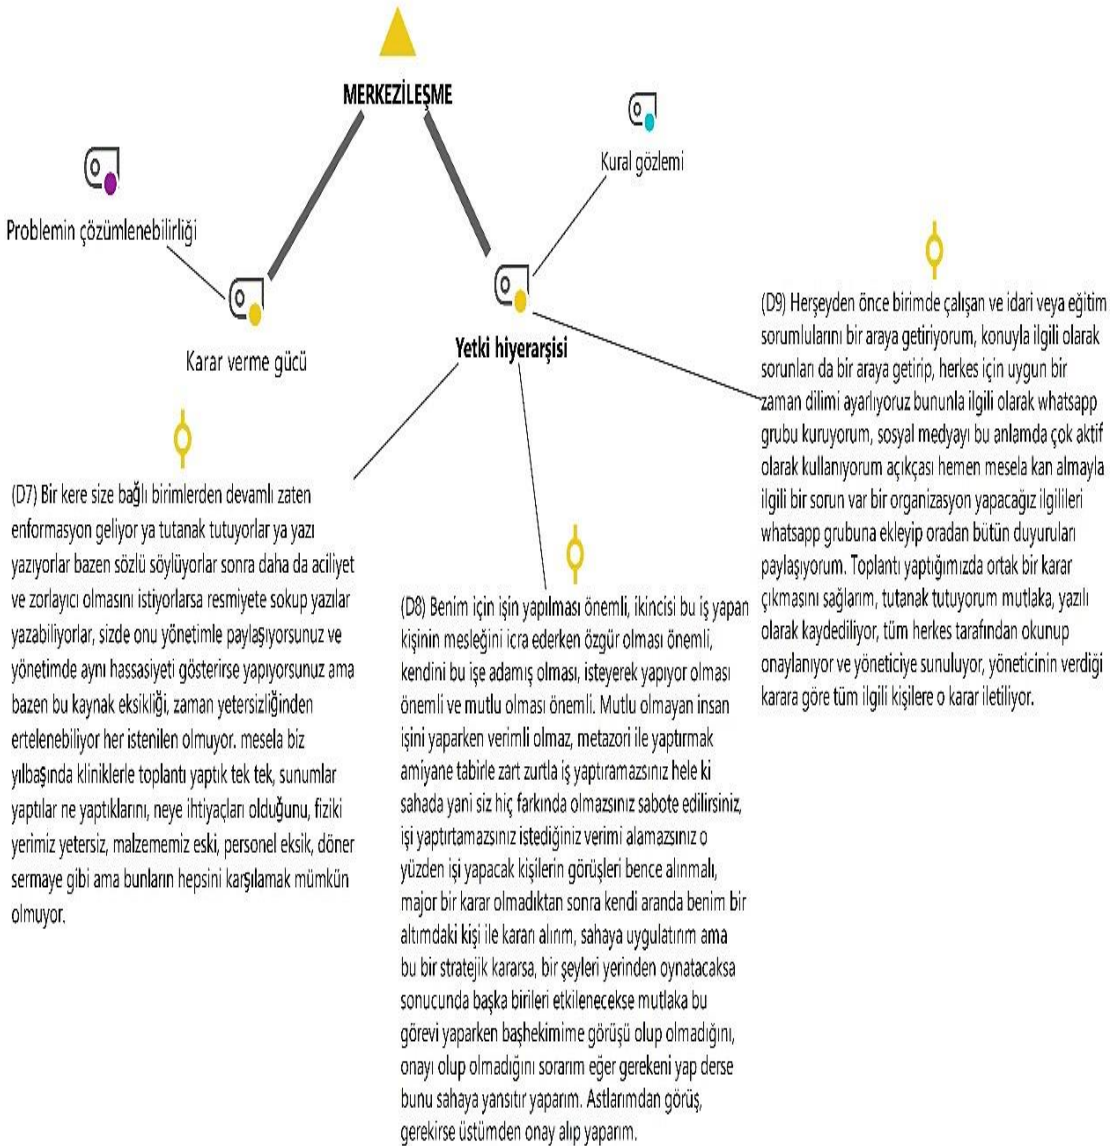 MERKEZİLEŞME
Kural gözlemi
Problemin çözümlenebilirliği
Karar verme gücü
Yetki hiyerarşisi
(D7) Bir kere size bağlı birimlerden devamlı zaten
enformasyon geliyor ya tutanak tutuyorlar ya yazı
yazıyorlar bazen sözlü söylüyorlar sonra daha da aciliyet
ve zorlayıcı olmasını istiyorlarsa resmiyete sokup yazılar
yazabiliyorlar, sizde onu yönetimle paylaşıyorsunuz ve
yönetimde aynı hassasiyeti gösterirse yapıyorsunuz ama
bazen bu kaynak eksikliği, zaman yetersizliğinden
ertelenebiliyor her istenilen olmuyor. mesela biz
yılbaşında kliniklerle toplantı yaptık tek tek, sunumlar
yaptılar ne yaptıklarını, neye ihtiyaçları olduğunu, fiziki
yerimiz yetersiz, malzememiz eski, personel eksik, döner
sermaye gibi ama bunların hepsini karşılamak mümkün
olmuyor.
(D8) Benim için işin yapılması önemli, ikincisi bu iş yapan
kişinin mesleğini icra ederken özgür olması önemli,
kendini bu işe adamış olması, isteyerek yapıyor olması
önemli ve mutlu olması önemli. Mutlu olmayan insan
işini yaparken verimli olmaz, metazori ile yaptırmak
amiyane tabirle zart zurtla iş yaptıramazsınız hele ki
sahada yani siz hiç farkında olmazsınız sabote edilirsiniz,
işi yaptırtamazsınız istediğiniz verimi alamazsınız o
yüzden işi yapacak kişilerin görüşleri bence alınmalı,
major bir karar olmadıktan sonra kendi aranda benim bir
altımdaki kişi ile kararı alırım, sahaya uygulatırım ama
bu bir stratejik kararsa, bir şeyleri yerinden oynatacaksa
sonucunda başka birileri etkilenecekse mutlaka bu
görevi yaparken başhekimime görüşü olup olmadığını,
onayı olup olmadığını sorarım eğer gerekeni yap derse
bunu sahaya yansıtır yaparım. Astlarımdan görüş,
gerekirse üstümden onay alıp yaparım.
(D9) Herşeyden önce birimde çalışan ve idari veya eğitim
sorumlularını bir araya getiriyorum, konuyla ilgili olarak
sorunları da bir araya getirip, herkes için uygun bir
zaman dilimi ayarlıyoruz bununla ilgili olarak whatsapp
grubu kuruyorum, sosyal medyayı bu anlamda çok aktif
olarak kullanıyorum açıkçası hemen mesela kan almayla
ilgili bir sorun var bir organizasyon yapacağız ilgilileri
whatsapp grubuna ekleyip oradan bütün duyuruları
paylaşıyorum. Toplantı yaptığımızda ortak bir karar
çıkmasını sağlarım, tutanak tutuyorum mutlaka, yazılı
olarak kaydediliyor, tüm herkes tarafından okunup
onaylanıyor ve yöneticiye sunuluyor, yöneticinin verdiği
karara göre tüm ilgili kişilere o karar iletiliyor.